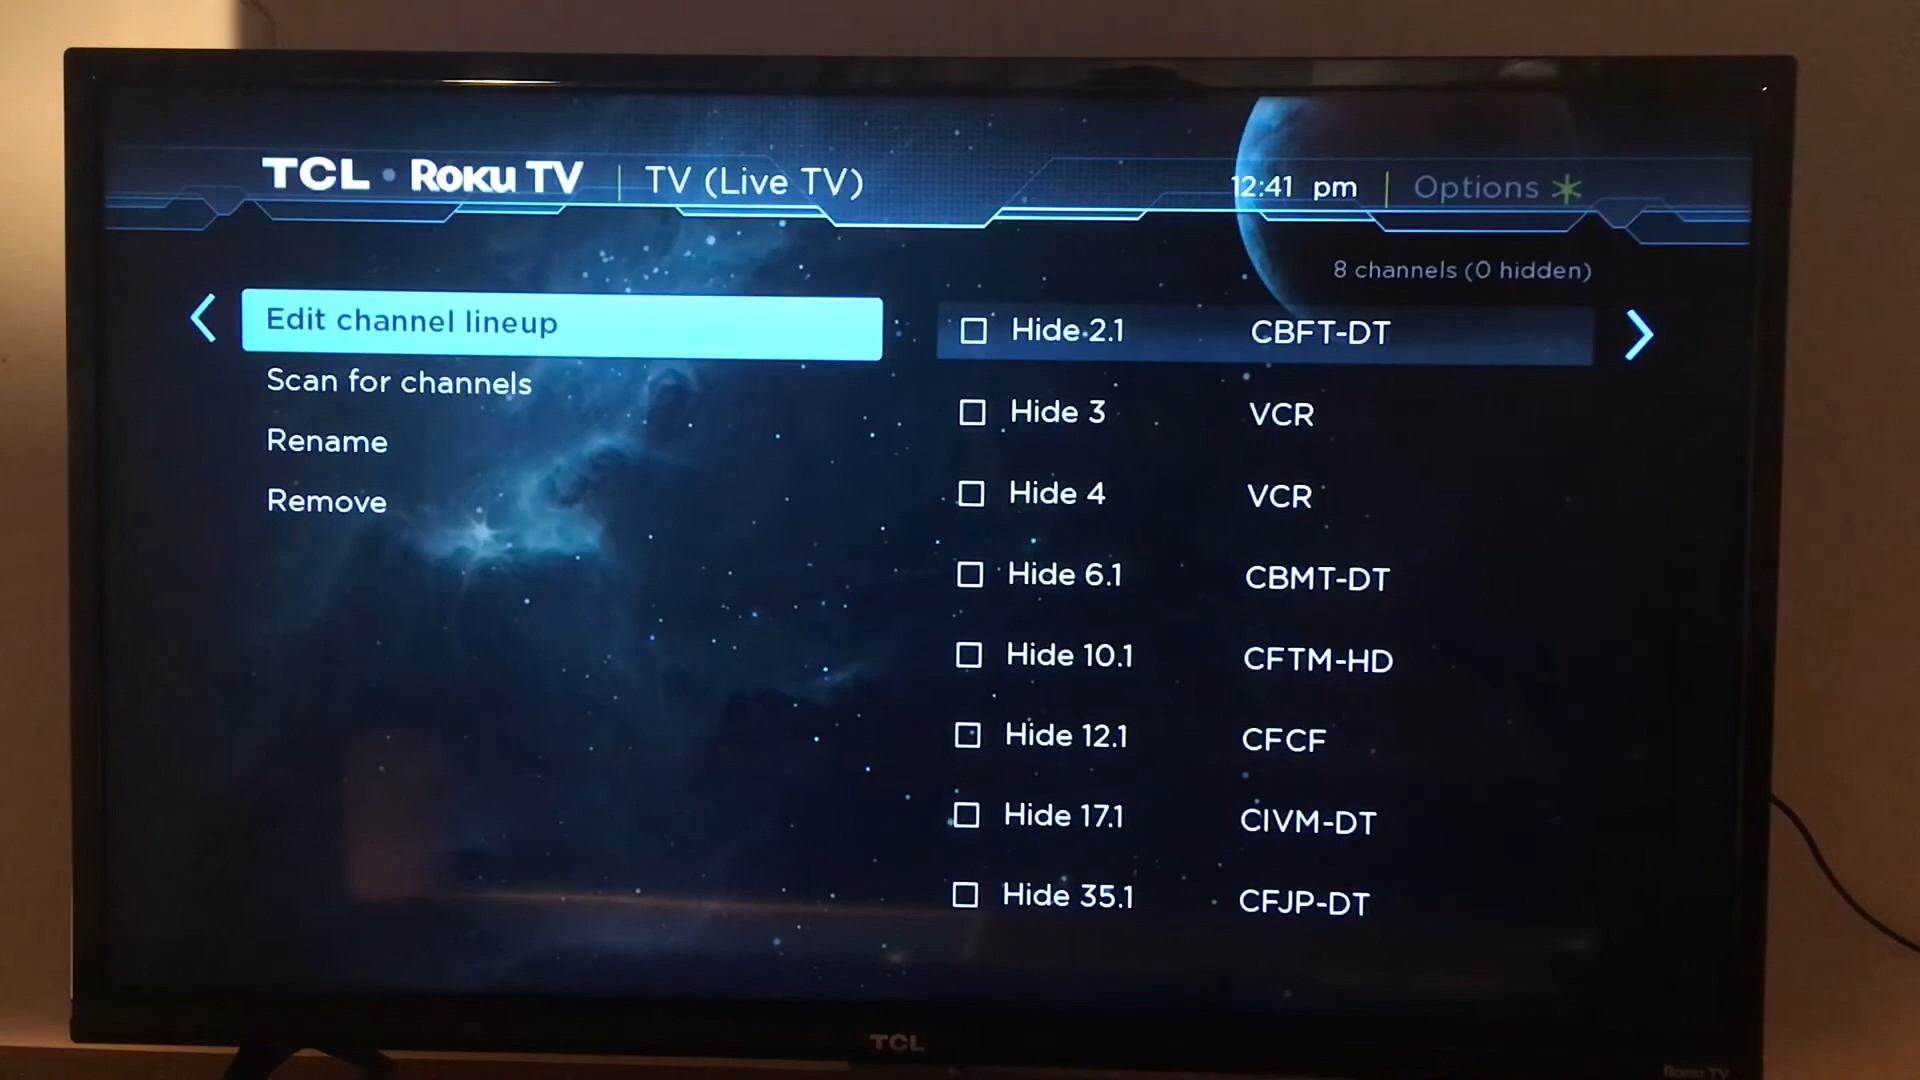 TCL • Roku TV | TV (Live TV)
12:41 pm | Options
8 channels (0 hidden)
Edit channel lineup
Scan for channels
Rename
Remove
Hide 2.1 CBFT-DT
Hide 3 VCR
Hide 4 VCR
Hide 6.1 CBMT-DT
Hide 10.1 CFTM-HD
Hide 12.1 CFCF
Hide 17.1 CIVM-DT
Hide 35.1 CFJP-DT
TCL
Roku TV